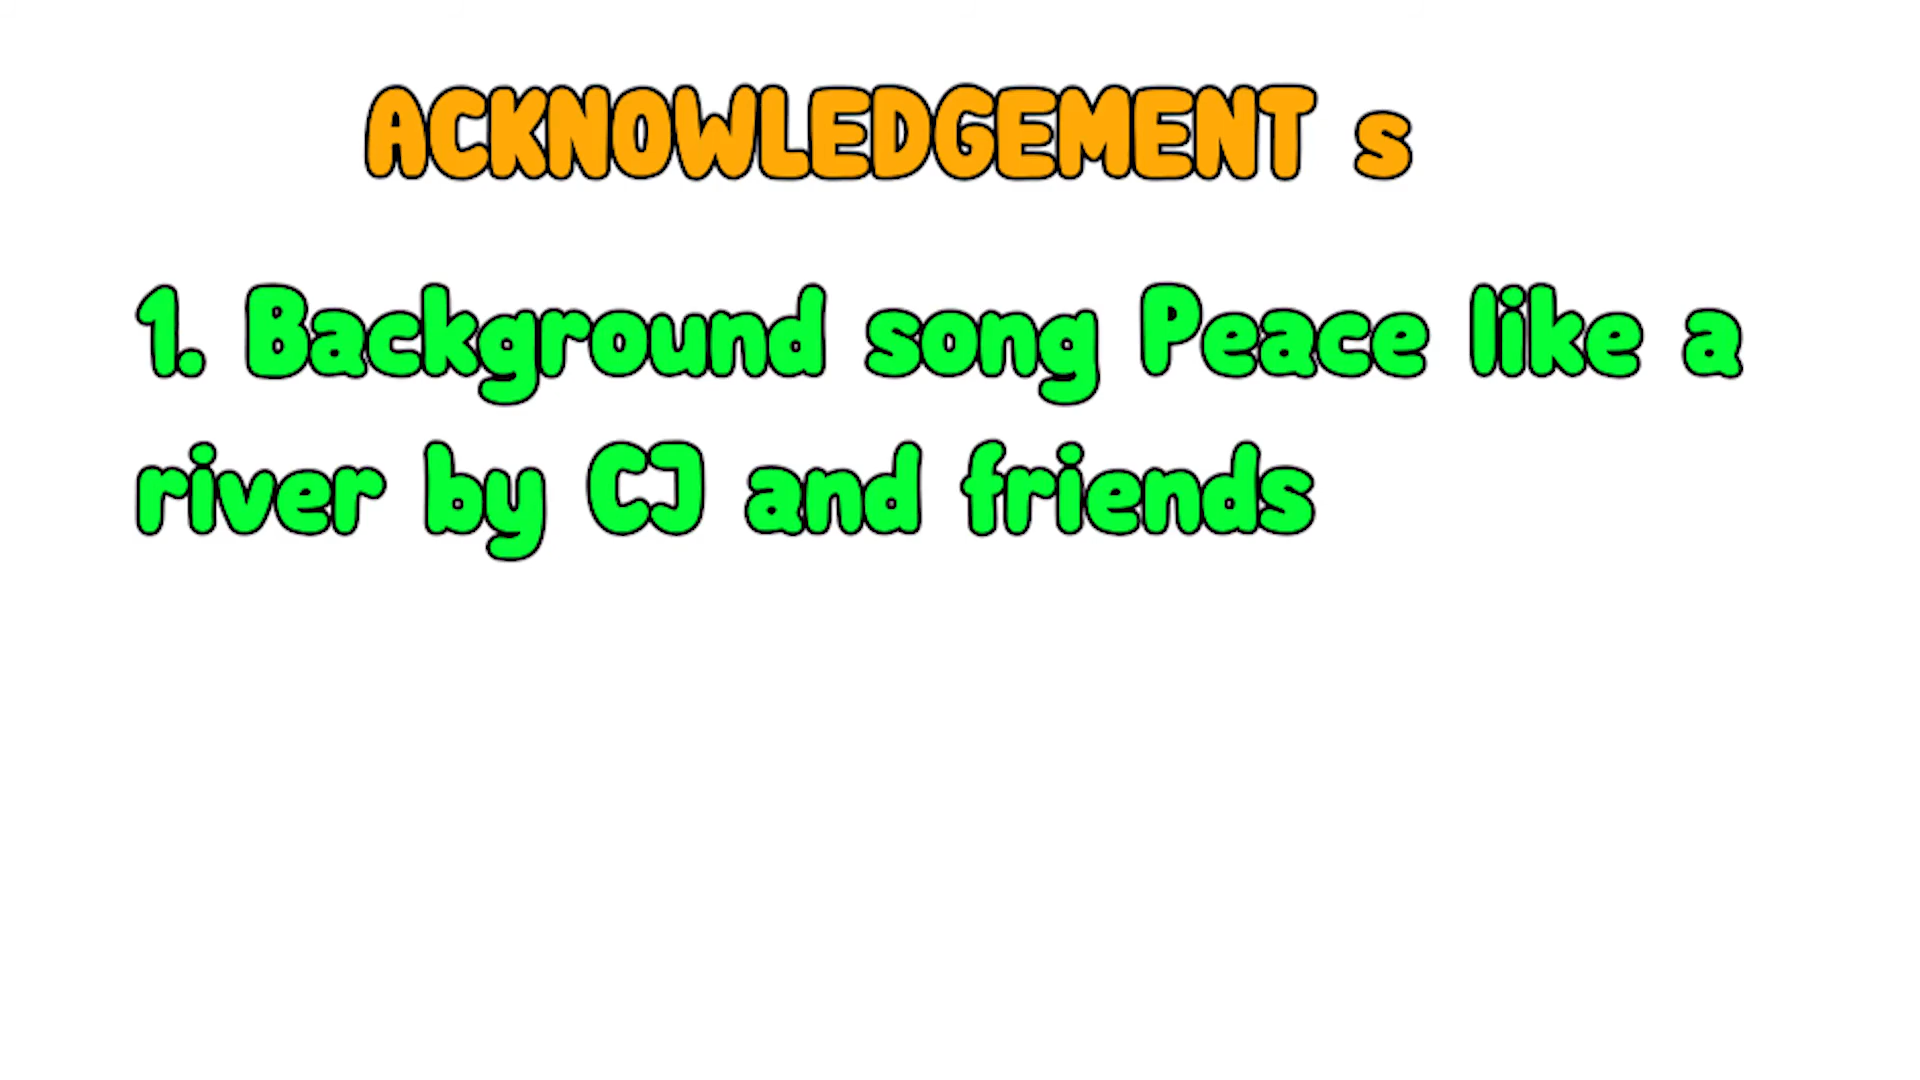 ACKNOWLEDGEMENT s
1. Background song Peace like a
river by CJ and friends